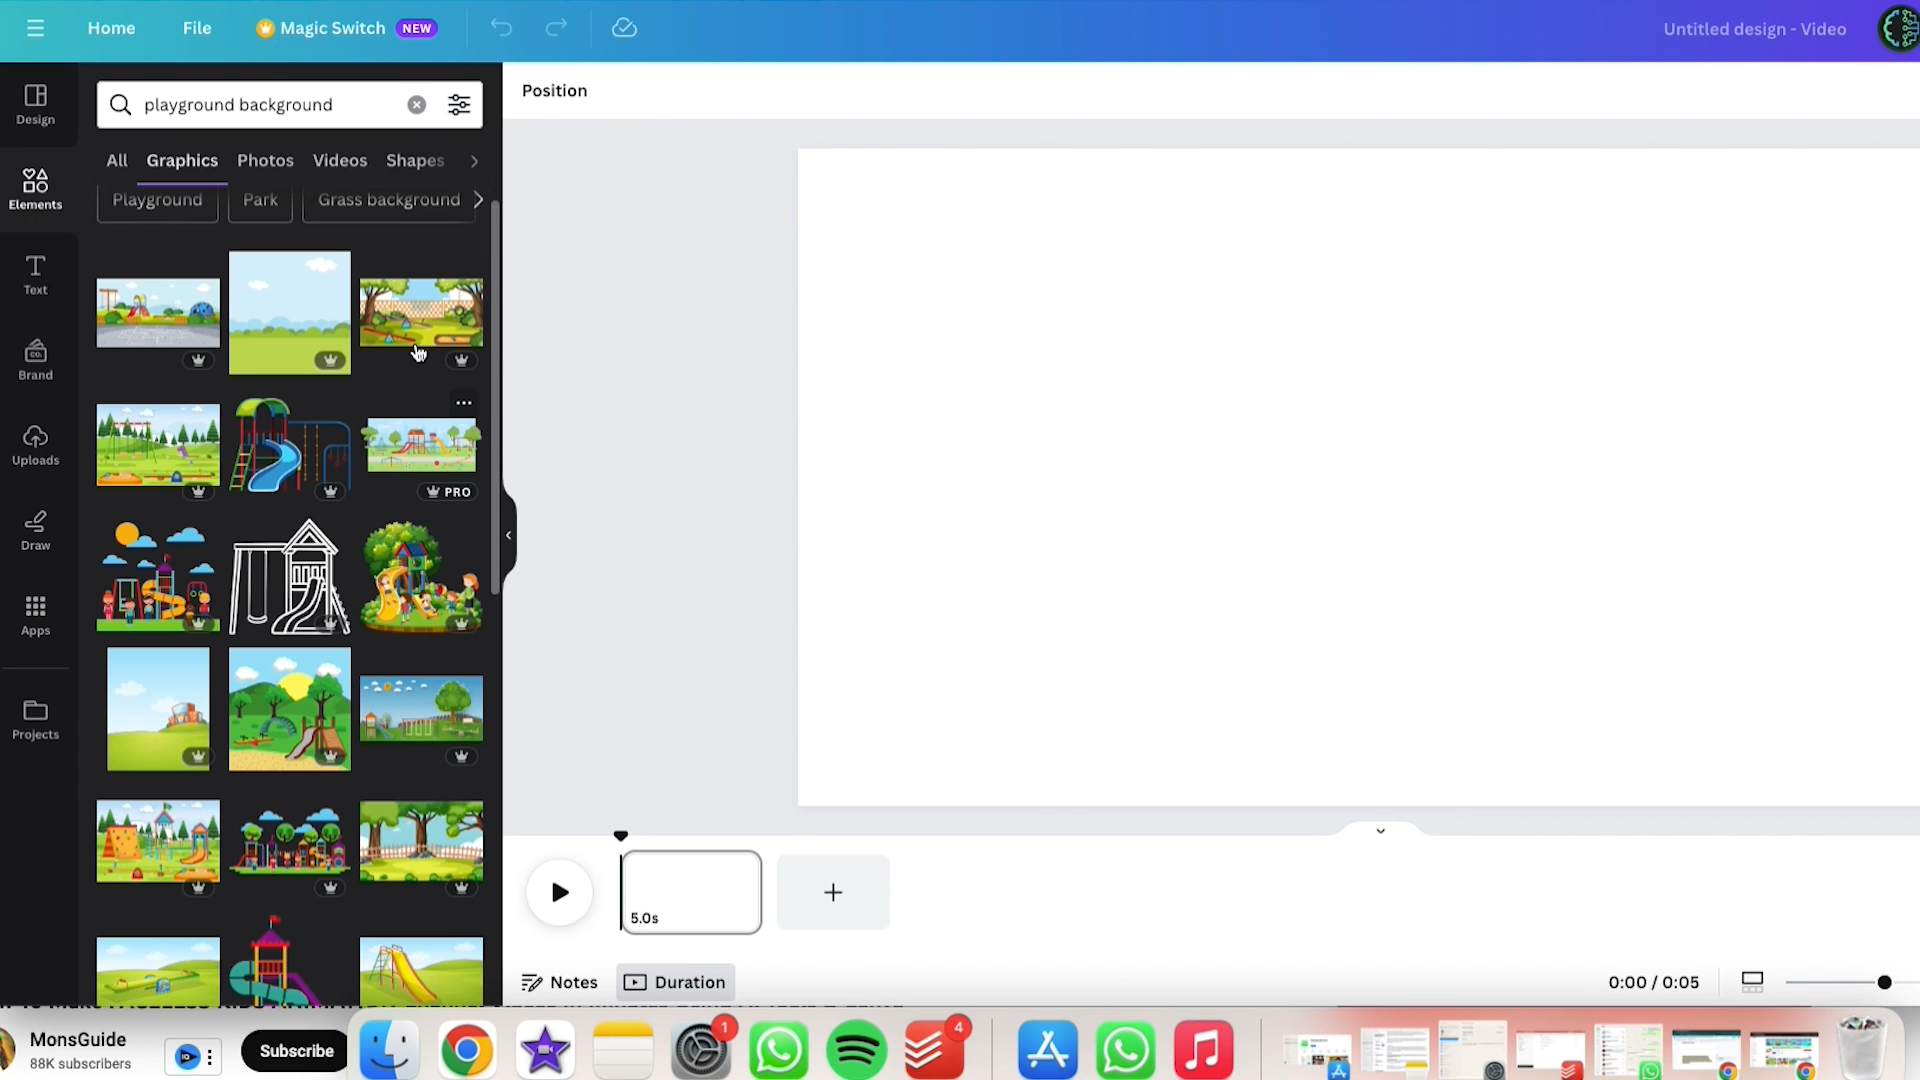 Home File Magic Switch NEW Untitled design - Video
Design
Elements
Text
Brand
CO.
Uploads
Draw
Apps
Projects
playground background
All Graphics Photos Videos Shapes
Playground Park Grass background
PRO
Position
5.0s
Notes Duration 0:00 / 0:05
MonsGuide
88K subscribers
Subscribe
1
4